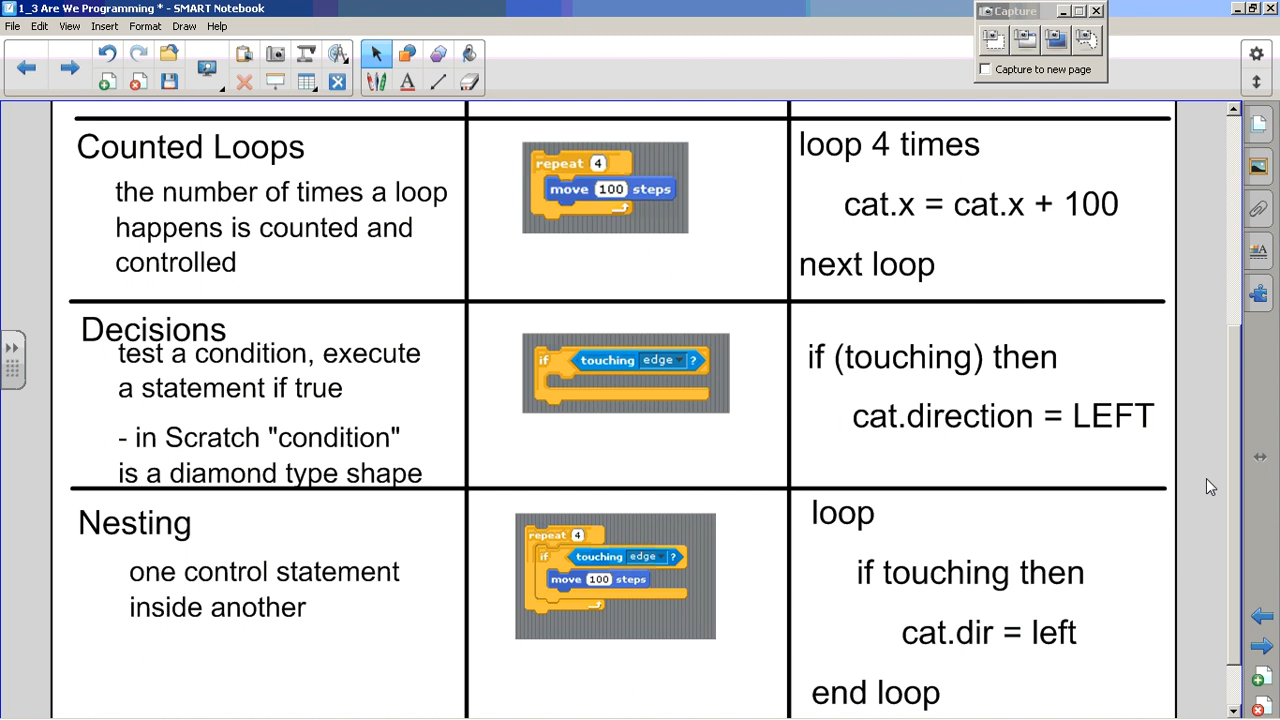 1_3 Are We Programming * - SMART Notebook
File Edit View Insert Format Draw Help
Capture
Capture to new page
Counted Loops
the number of times a loop
happens is counted and
controlled
repeat 4
move 100 steps
loop 4 times
cat.x = cat.x + 100
next loop
Decisions
test a condition, execute
a statement if true
- in Scratch "condition"
is a diamond type shape
if touching edge ?
if (touching) then
cat.direction = LEFT
Nesting
one control statement
inside another
repeat 4
if touching edge ?
move 100 steps
loop
if touching then
cat.dir = left
end loop